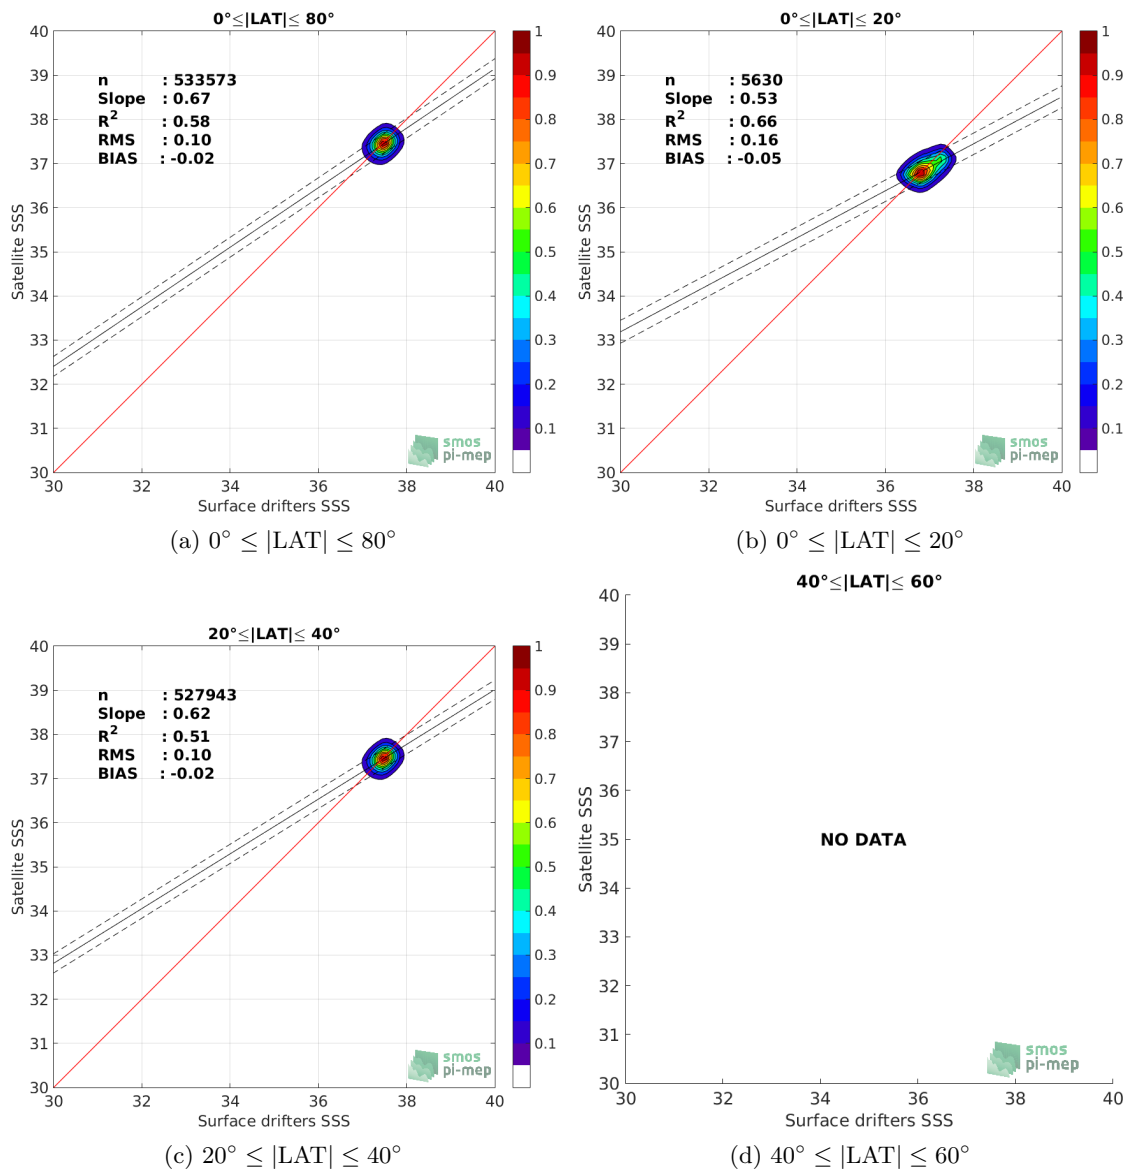 0°≤|LAT|≤ 80°
40
39
38
37
36
35
34
33
32
31
30
Satellite SSS
n : 533573
Slope : 0.67
R2 : 0.58
RMS : 0.10
BIAS : -0.02
1
0.9
0.8
0.7
0.6
0.5
0.4
0.3
0.2
0.1
smos
pi-mep
30 32 34 36 38 40
Surface drifters SSS
(a) 0° ≤ |LAT| ≤ 80°
0°≤|LAT|≤ 20°
40
39
38
37
36
35
34
33
32
31
30
Satellite SSS
n : 5630
Slope : 0.53
R2 : 0.66
RMS : 0.16
BIAS : -0.05
1
0.9
0.8
0.7
0.6
0.5
0.4
0.3
0.2
0.1
smos
pi-mep
30 32 34 36 38 40
Surface drifters SSS
(b) 0° ≤ |LAT| ≤ 20°
20°≤|LAT|≤ 40°
40
39
38
37
36
35
34
33
32
31
30
Satellite SSS
n : 527943
Slope : 0.62
R2 : 0.51
RMS : 0.10
BIAS : -0.02
1
0.9
0.8
0.7
0.6
0.5
0.4
0.3
0.2
0.1
smos
pi-mep
30 32 34 36 38 40
Surface drifters SSS
(c) 20° ≤ |LAT| ≤ 40°
40°≤|LAT|≤ 60°
40
39
38
37
36
35
34
33
32
31
30
Satellite SSS
NO DATA
smos
pi-mep
30 32 34 36 38 40
Surface drifters SSS
(d) 40° ≤ |LAT| ≤ 60°